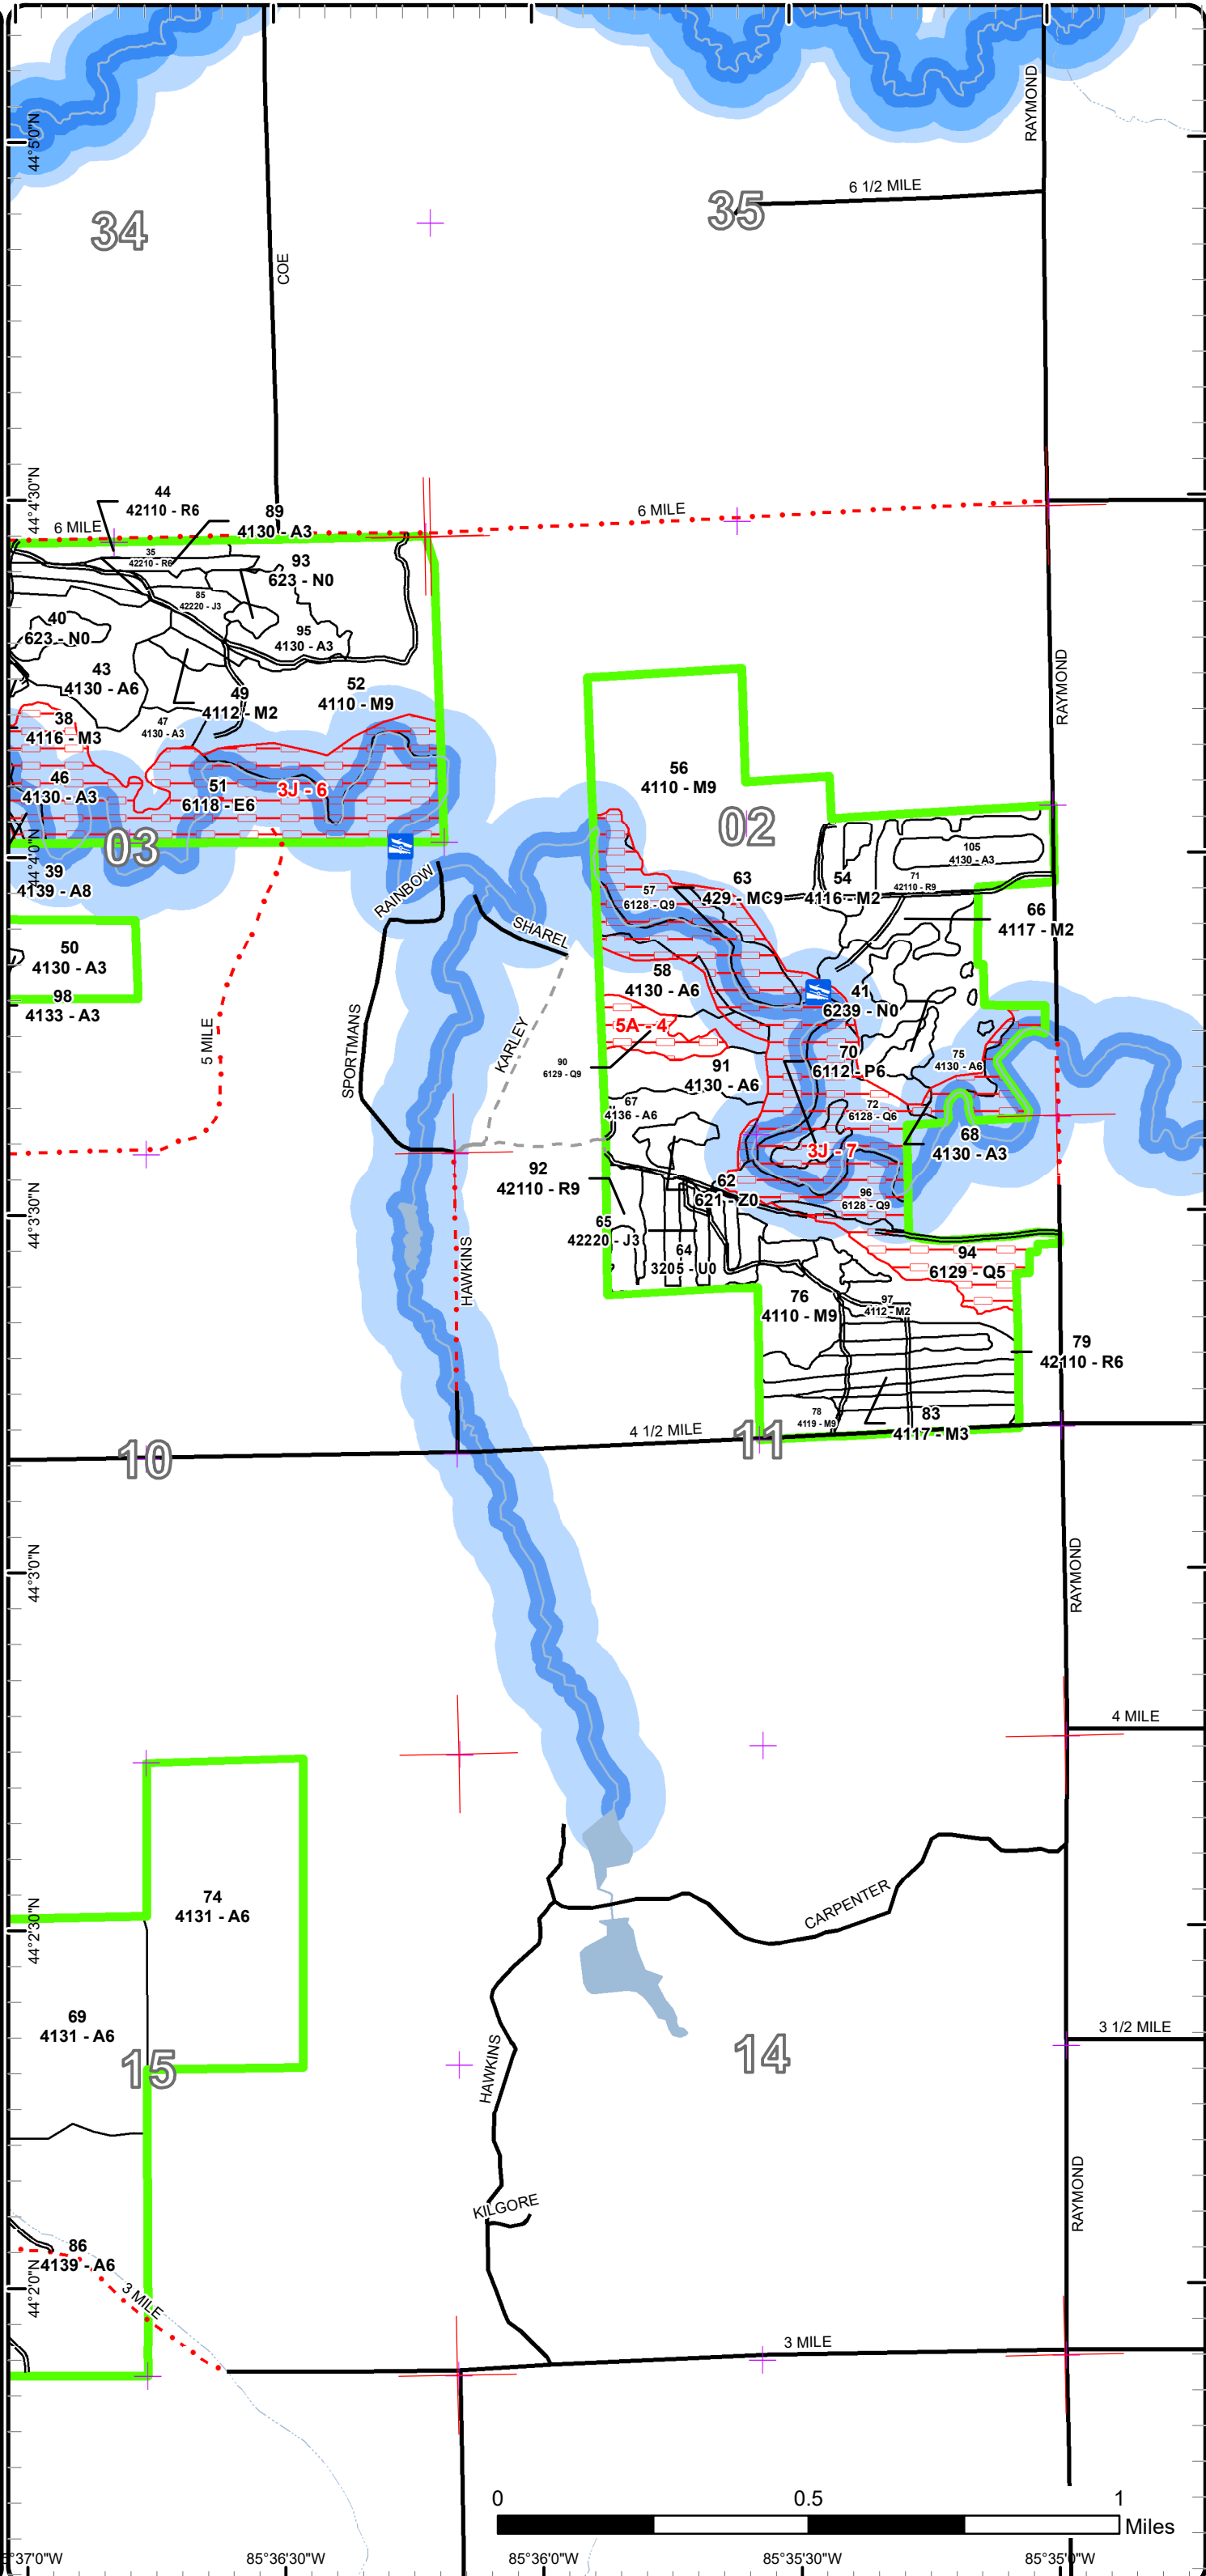 RAYMOND
44°5'0"N
6 1/2 MILE
34
35
COE
44°4'30"N
44
42110 - R6
89
4130 - A3
6 MILE
6 MILE
35
42210 - R6
93
623 - N0
85
42220 - J3
40
623 - N0
95
4130 - A3
43
4130 - A6
RAYMOND
49
4112 - M2
52
4110 - M9
47
4130 - A3
38
4116 - M3
46
4130 - A3
51
6118 - E6
3J - 6
56
4110 - M9
02
03
44°4'0"N
39
4139 - A8
105
4130 - A3
71
42110 - R9
63
429 - MC9
54
4116 - M2
57
6128 - Q9
RAINBOW
SHAREL
66
4117 - M2
50
4130 - A3
98
4133 - A3
58
4130 - A6
41
6239 - N0
5A - 4
5 MILE
SPORTMANS
KARLEY
90
6129 - Q9
91
4130 - A6
70
6112 - P6
75
4130 - A6
67
4136 - A6
72
6128 - Q6
68
4130 - A3
3J - 7
92
42110 - R9
62
621 - Z0
96
6128 - Q9
44°3'30"N
65
42220 - J3
64
3205 - U0
94
6129 - Q5
HAWKINS
76
4110 - M9
97
4112 - M2
79
42110 - R6
78
4119 - M9
83
4117 - M3
4 1/2 MILE
10
11
44°3'0"N
RAYMOND
4 MILE
74
4131 - A6
CARPENTER
44°2'30"N
69
4131 - A6
3 1/2 MILE
15
14
HAWKINS
RAYMOND
KILGORE
86
4139 - A6
44°2'0"N
3 MILE
3 MILE
0 0.5 1
Miles
5°37'0"W 85°36'30"W 85°36'0"W 85°35'30"W 85°35'0"W